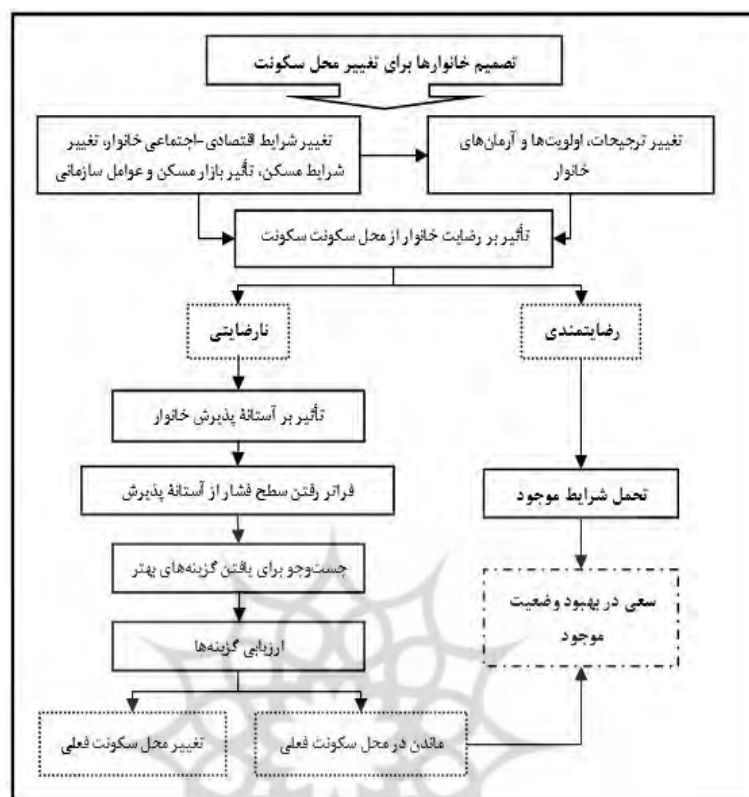 تصمیم خانوارها برای تغییر محل سکونت
تغییر ترجیحات، اولویت‌ها و آرمان‌های
خانوار
تغییر شرایط اقتصادی-اجتماعی خانوار، تغییر
شرایط مسکن، تأثیر بازار مسکن و عوامل سازمانی
تأثیر بر رضایت خانوار از محل سکونت سکونت
رضایتمندی
نارضایتی
تأثیر بر آستانهٔ پذیرش خانوار
فراتر رفتن سطح فشار از آستانهٔ پذیرش
تحمل شرایط موجود
جست‌وجو برای یافتن گزینه‌های بهتر
سعی در بهبود وضعیت
موجود
ارزیابی گزینه‌ها
ماندن در محل سکونت فعلی
تغییر محل سکونت فعلی